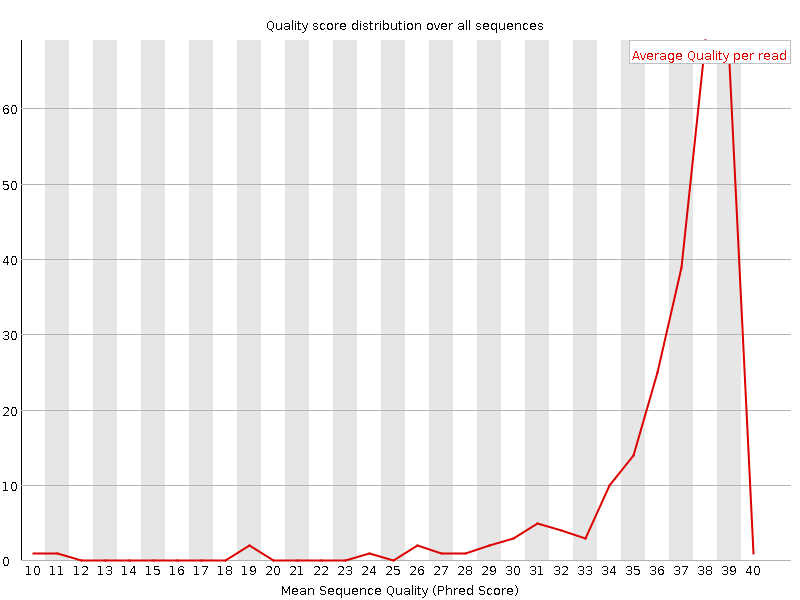 Quality score distribution over all sequences
Average Quality per read
60
50
40
30
20
10
0
10 11 12 13 14 15 16 17 18 19 20 21 22 23 24 25 26 27 28 29 30 31 32 33 34 35 36 37 38 39 40
Mean Sequence Quality (Phred Score)